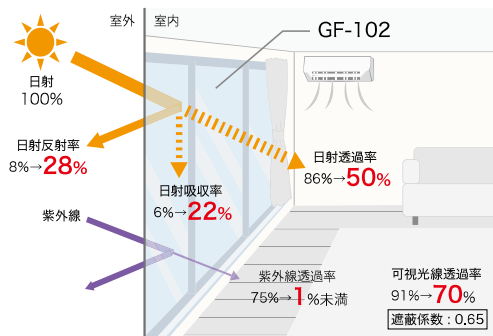 室外
室内
GF-102
日射
100%
日射反射率
8%→28%
日射吸収率
6%→22%
日射透過率
86%→50%
紫外線
紫外線透過率
75%→1%未満
可視光線透過率
91%→70%
遮蔽係数：0.65